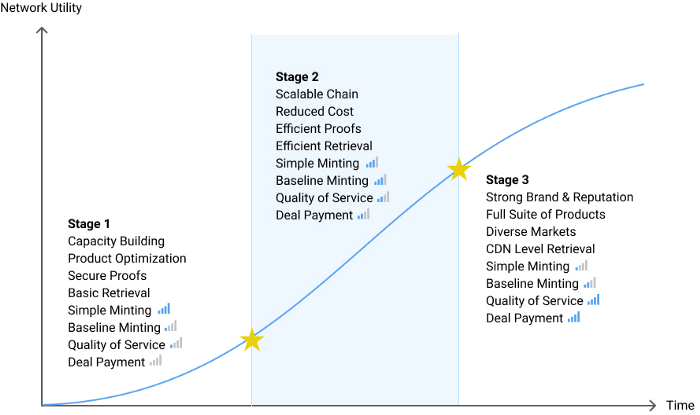 Network Utility
Stage 1
Capacity Building
Product Optimization
Secure Proofs
Basic Retrieval
Simple Minting
Baseline Minting
Quality of Service
Deal Payment
Stage 2
Scalable Chain
Reduced Cost
Efficient Proofs
Efficient Retrieval
Simple Minting
Baseline Minting
Quality of Service
Deal Payment
Stage 3
Strong Brand & Reputation
Full Suite of Products
Diverse Markets
CDN Level Retrieval
Simple Minting
Baseline Minting
Quality of Service
Deal Payment
Time